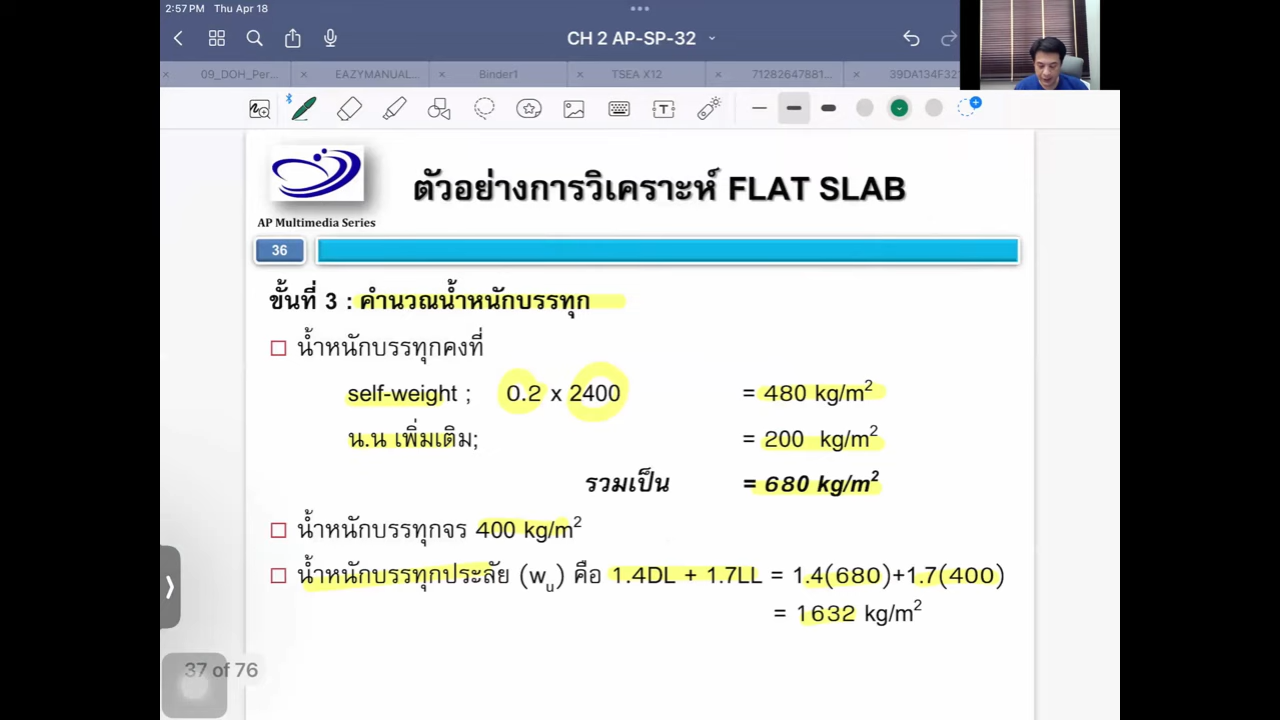 2:57 PM Thu Apr 18
CH 2 AP-SP-32
09_DOH_Per... EAZYMANUAL... Binder1 TSEA X12 71282647881... 39DA134F321
AP Multimedia Series
ตัวอย่างการวิเคราะห์ FLAT SLAB
36
ขั้นที่ 3 : คำนวณน้ำหนักบรรทุก
น้ำหนักบรรทุกคงที่
self-weight ; 0.2 x 2400 = 480 kg/m²
น.น เพิ่มเติม; = 200 kg/m²
รวมเป็น = 680 kg/m²
น้ำหนักบรรทุกจร 400 kg/m²
น้ำหนักบรรทุกประลัย (wᵤ) คือ 1.4DL + 1.7LL = 1.4(680)+1.7(400)
= 1632 kg/m²
37 of 76